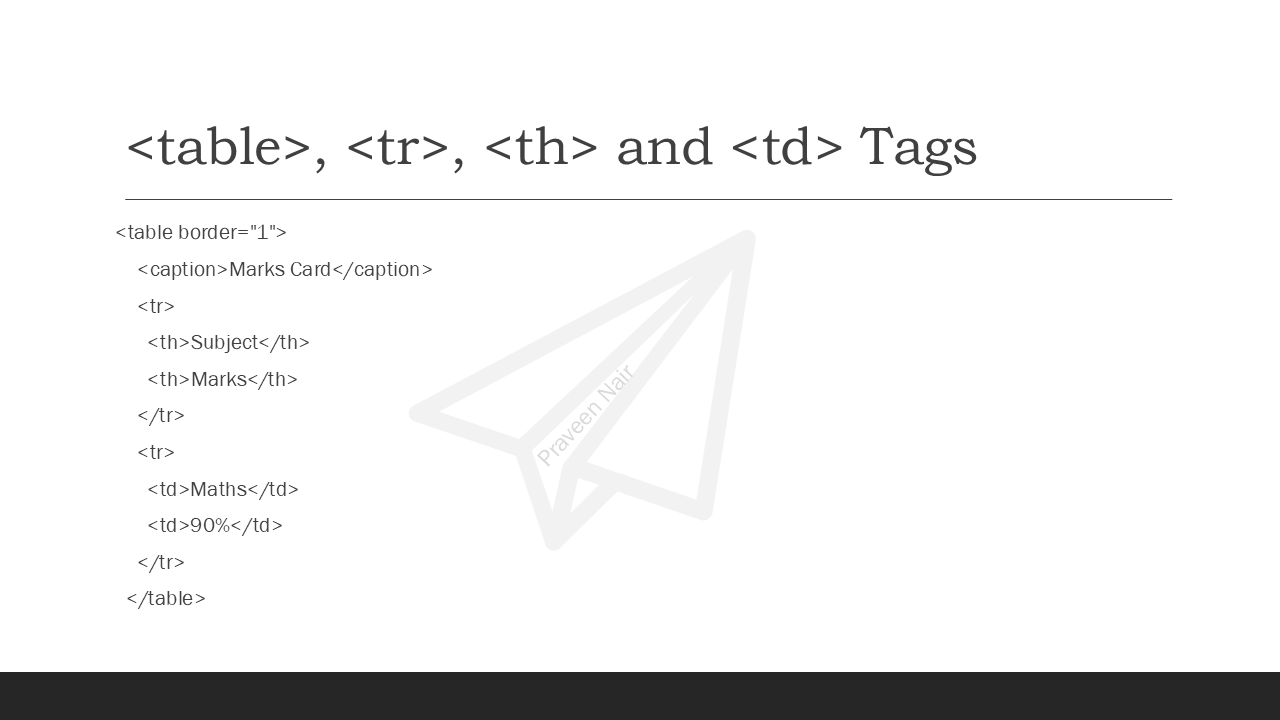 <table>, <tr>, <th> and <td> Tags
<table border="1">
<caption>Marks Card</caption>
<tr>
<th>Subject</th>
<th>Marks</th>
</tr>
<tr>
<td>Maths</td>
<td>90%</td>
</tr>
</table>
Praveen Nair